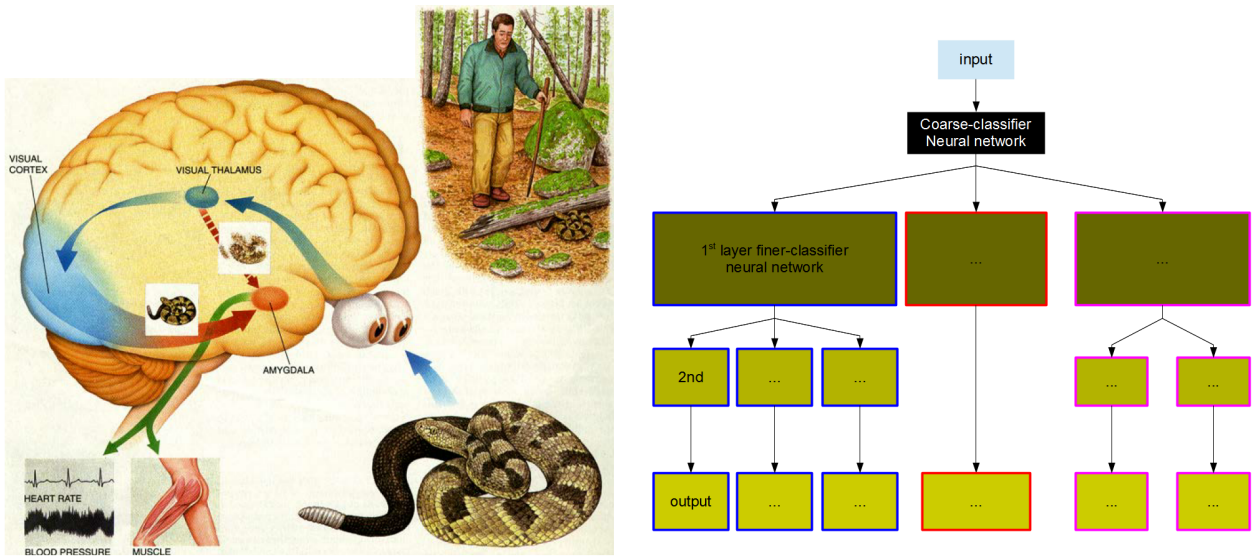 VISUAL
CORTEX
VISUAL THALAMUS
AMYGDALA
HEART RATE
BLOOD PRESSURE
MUSCLE
input
Coarse-classifier
Neural network
1st layer finer-classifier
neural network
...
...
2nd
...
...
...
...
output
...
...
...
...
...